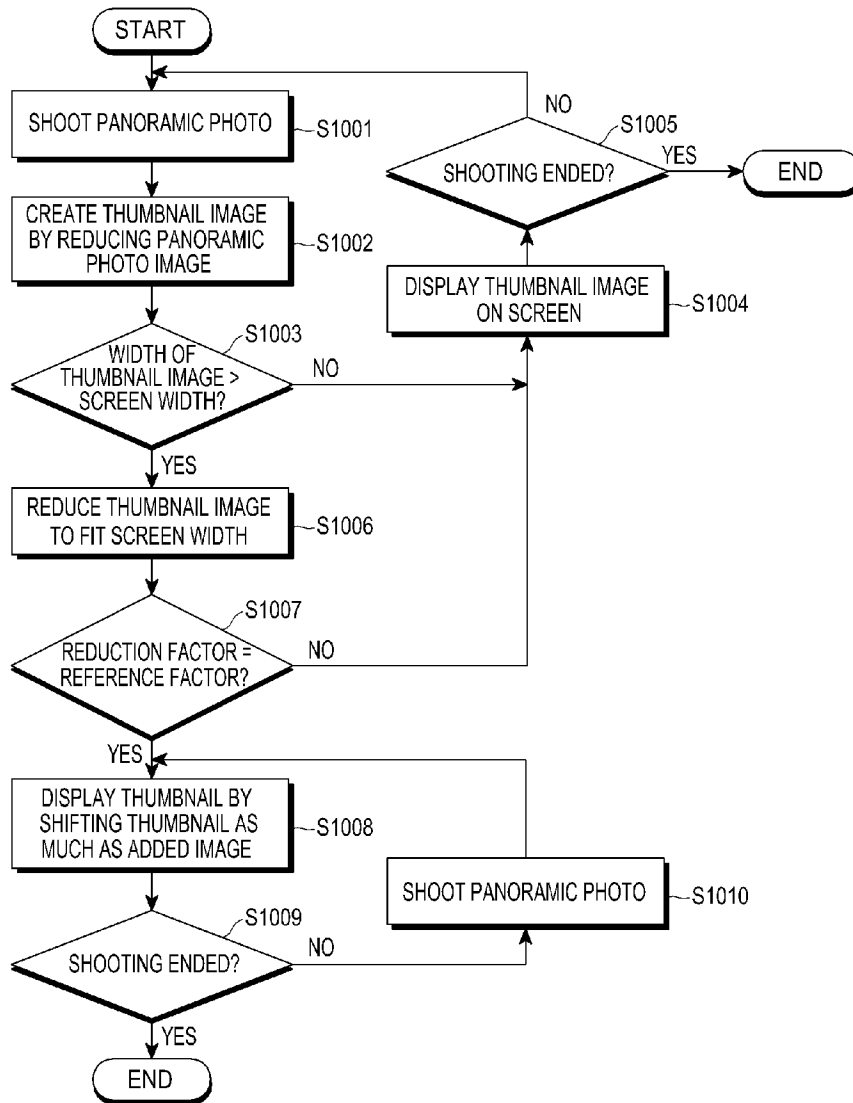 START
SHOOT PANORAMIC PHOTO
S1001
CREATE THUMBNAIL IMAGE
BY REDUCING PANORAMIC
PHOTO IMAGE
S1002
S1003
WIDTH OF
THUMBNAIL IMAGE >
SCREEN WIDTH?
NO
YES
DISPLAY THUMBNAIL IMAGE
ON SCREEN
S1004
NO
S1005
SHOOTING ENDED?
YES
END
REDUCE THUMBNAIL IMAGE
TO FIT SCREEN WIDTH
S1006
S1007
REDUCTION FACTOR =
REFERENCE FACTOR?
NO
YES
DISPLAY THUMBNAIL BY
SHIFTING THUMBNAIL AS
MUCH AS ADDED IMAGE
S1008
S1009
SHOOTING ENDED?
NO
SHOOT PANORAMIC PHOTO
S1010
YES
END